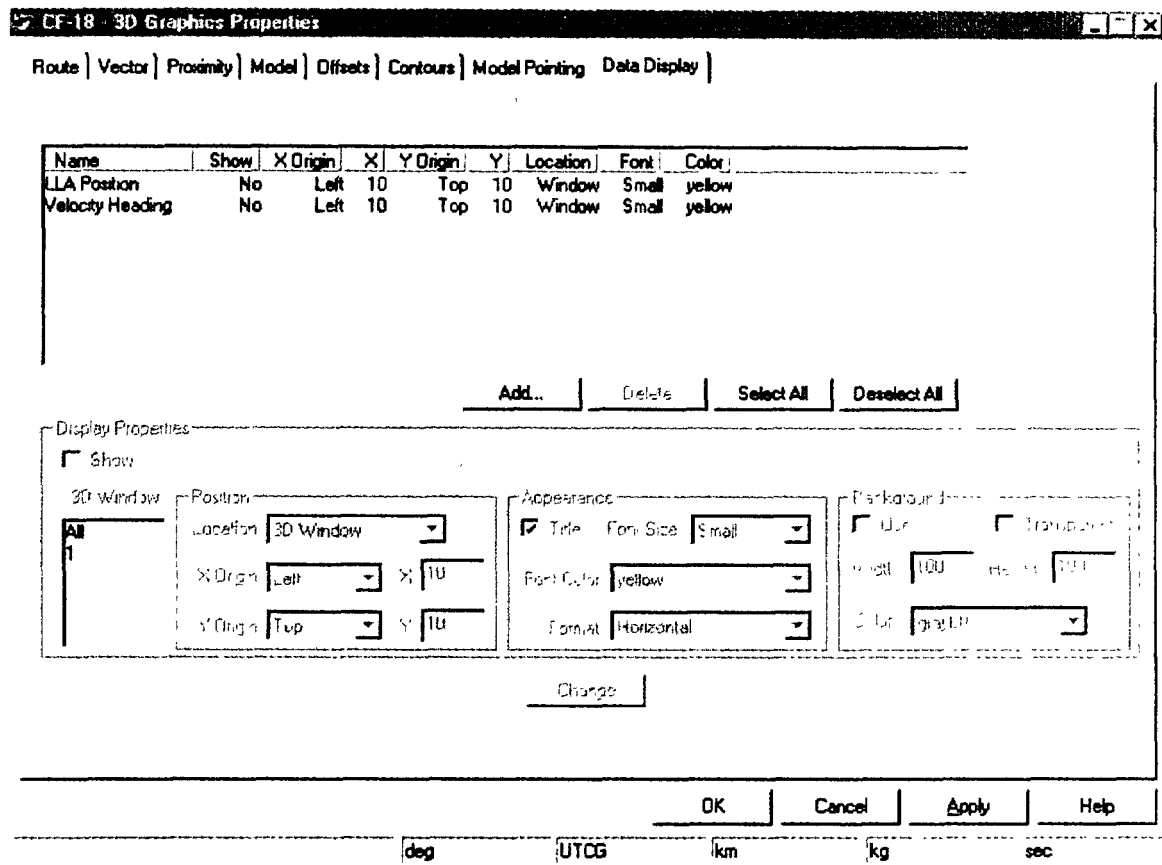 CF-18 - 3D Graphics Properties
Route Vector Proximity Model Offsets Contours Model Pointing Data Display
Name Show X Origin X Y Origin Y Location Font Color
LLA Position No Left 10 Top 10 Window Small yellow
Velocity Heading No Left 10 Top 10 Window Small yellow
Add... Delete Select All Deselect All
Display Properties
Show
3D Window Position Appearance Background
All Location 3D Window Title Font Size Small Transparent
1
X Origin Left X 10 Font Color yellow Width 100
Y Origin Top Y 10 Format Horizontal
Change
OK Cancel Apply Help
deg UTCG km kg sec